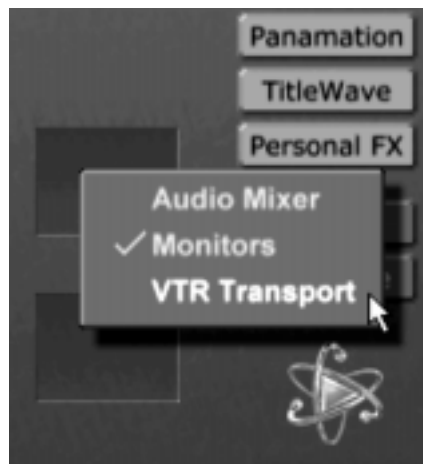 Panamation
TitleWave
Personal FX
Audio Mixer
Monitors
VTR Transport